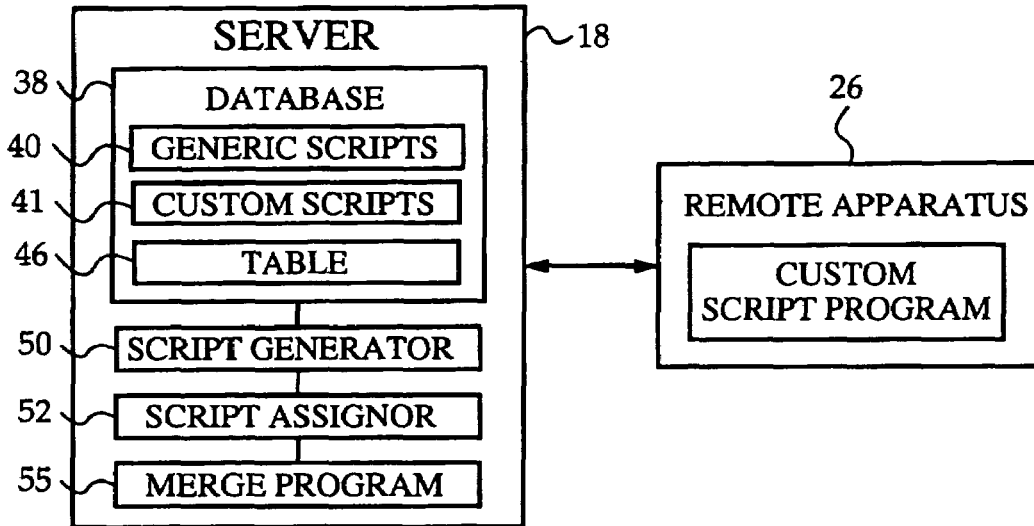 SERVER
18
38
DATABASE
40
GENERIC SCRIPTS
41
CUSTOM SCRIPTS
46
TABLE
50
SCRIPT GENERATOR
52
SCRIPT ASSIGNOR
55
MERGE PROGRAM
26
REMOTE APPARATUS
CUSTOM
SCRIPT PROGRAM